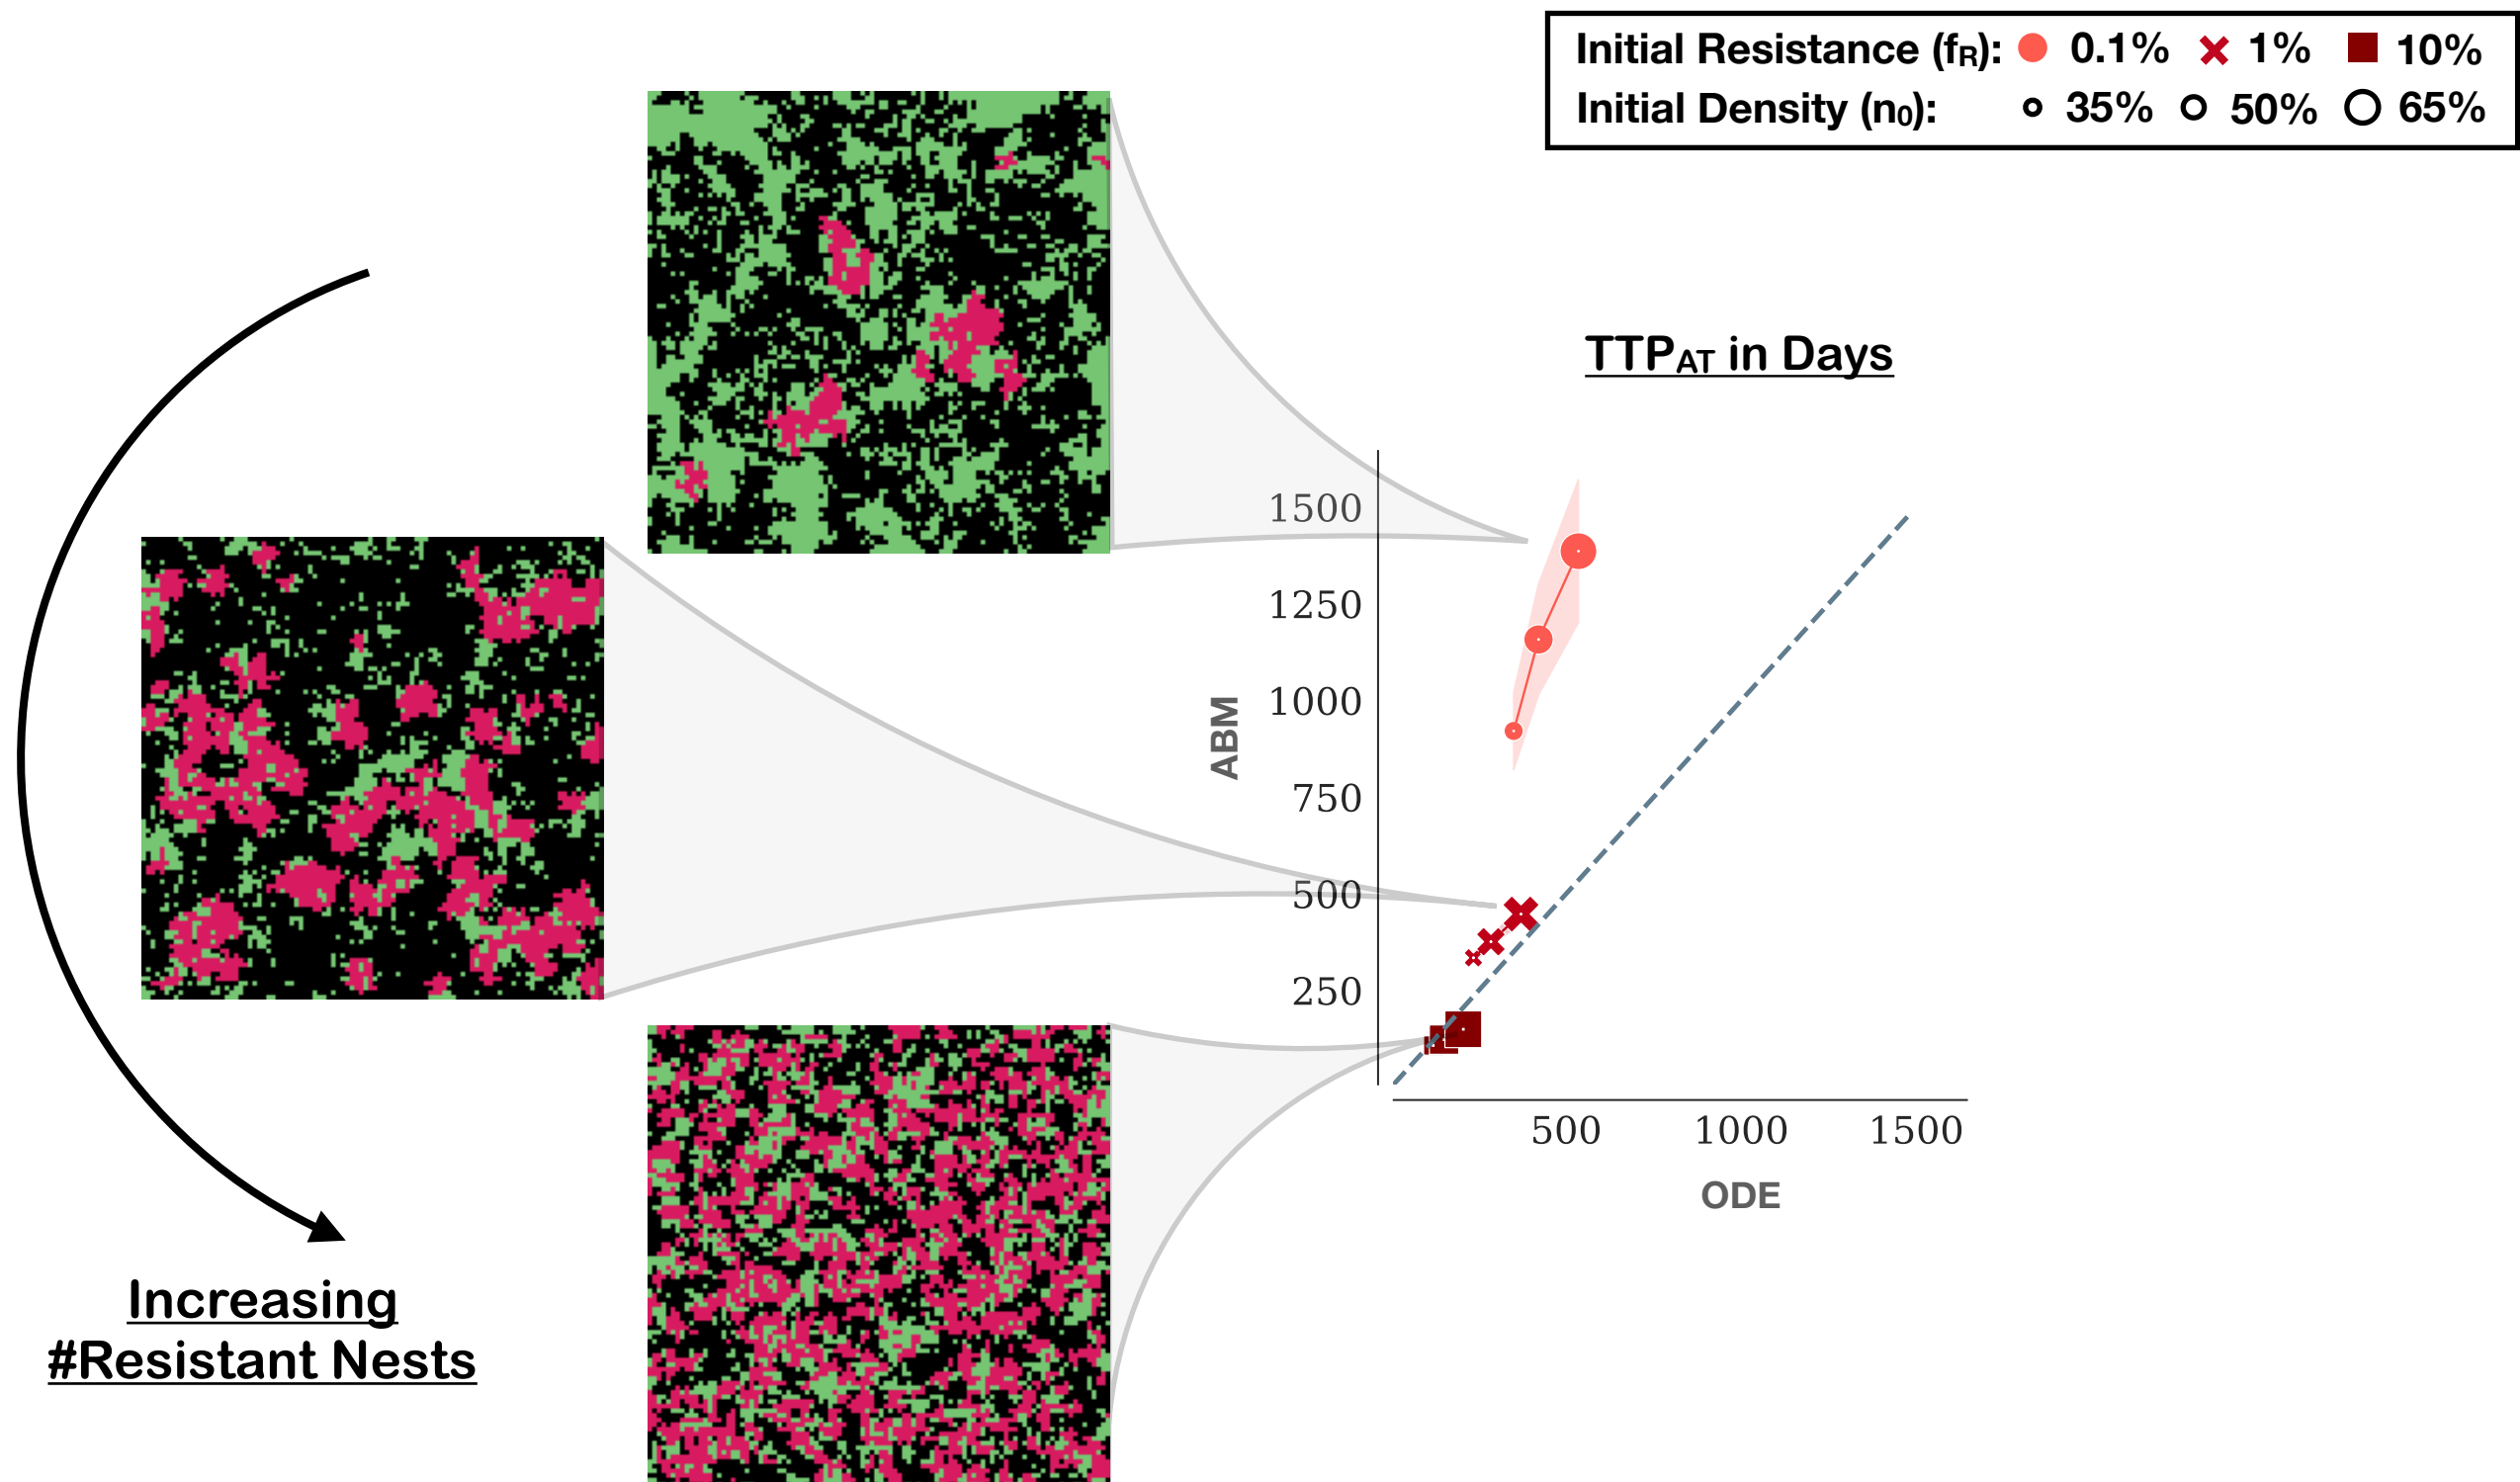 Initial Resistance (fR): 0.1% 1% 10%
Initial Density (n0): 35% 50% 65%
TTPAT in Days
1500
1250
1000
750
500
250
ABM
500 1000 1500
ODE
Increasing
#Resistant Nests